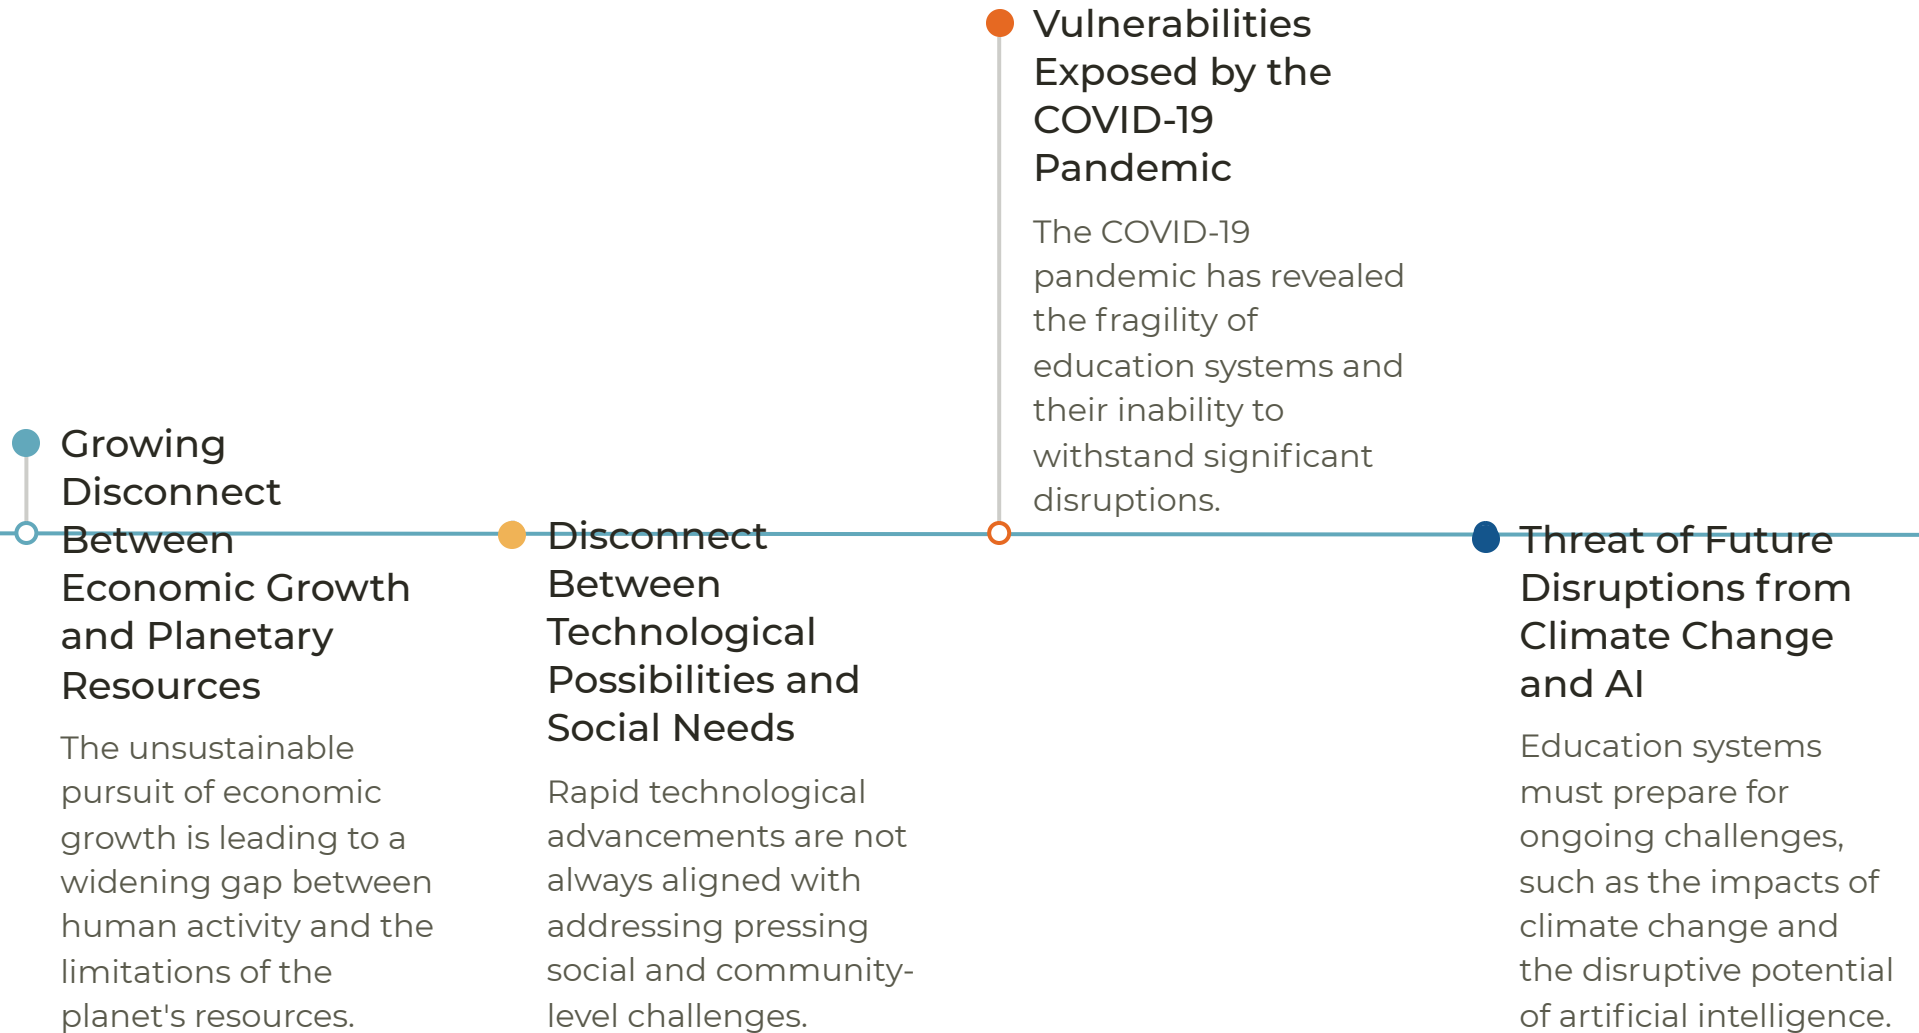 Growing
Disconnect
Between
Economic Growth
and Planetary
Resources
The unsustainable
pursuit of economic
growth is leading to a
widening gap between
human activity and the
limitations of the
planet's resources.
Disconnect
Between
Technological
Possibilities and
Social Needs
Rapid technological
advancements are not
always aligned with
addressing pressing
social and community-
level challenges.
Vulnerabilities
Exposed by the
COVID-19
Pandemic
The COVID-19
pandemic has revealed
the fragility of
education systems and
their inability to
withstand significant
disruptions.
Threat of Future
Disruptions from
Climate Change
and AI
Education systems
must prepare for
ongoing challenges,
such as the impacts of
climate change and
the disruptive potential
of artificial intelligence.